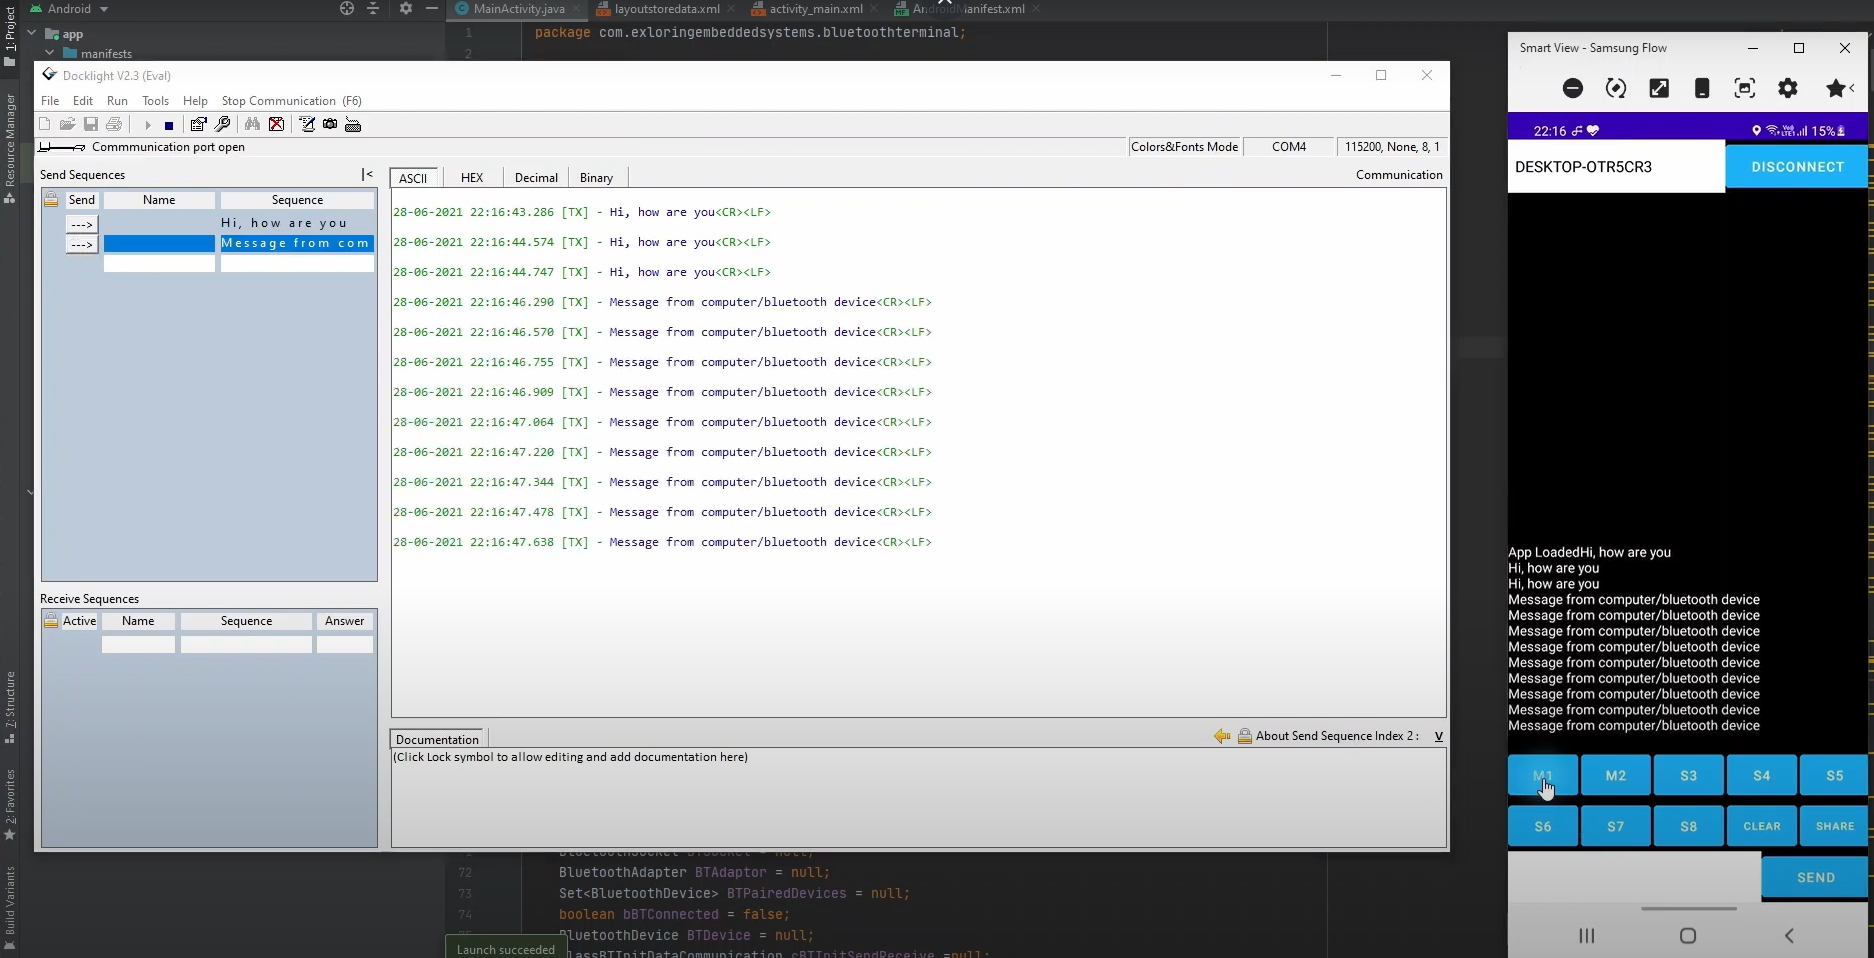 Android
MainActivity.java
layoutstoredata.xml
activity_main.xml
AndroidManifest.xml
1: Project
app
manifests
1
package com.exloringembeddedsystems.bluetoothterminal;
2
Resource Manager
7: Structure
2: Favorites
Build Variants
Docklight V2.3 (Eval)
File Edit Run Tools Help Stop Communication (F6)
Commmunication port open
Colors&Fonts Mode
COM4
115200, None, 8, 1
Send Sequences
|<
Send Name Sequence
---> Hi, how are you
---> Message from com
ASCII HEX Decimal Binary
Communication
28-06-2021 22:16:43.286 [TX] - Hi, how are you<CR><LF>
28-06-2021 22:16:44.574 [TX] - Hi, how are you<CR><LF>
28-06-2021 22:16:44.747 [TX] - Hi, how are you<CR><LF>
28-06-2021 22:16:46.290 [TX] - Message from computer/bluetooth device<CR><LF>
28-06-2021 22:16:46.570 [TX] - Message from computer/bluetooth device<CR><LF>
28-06-2021 22:16:46.755 [TX] - Message from computer/bluetooth device<CR><LF>
28-06-2021 22:16:46.909 [TX] - Message from computer/bluetooth device<CR><LF>
28-06-2021 22:16:47.064 [TX] - Message from computer/bluetooth device<CR><LF>
28-06-2021 22:16:47.220 [TX] - Message from computer/bluetooth device<CR><LF>
28-06-2021 22:16:47.344 [TX] - Message from computer/bluetooth device<CR><LF>
28-06-2021 22:16:47.478 [TX] - Message from computer/bluetooth device<CR><LF>
28-06-2021 22:16:47.638 [TX] - Message from computer/bluetooth device<CR><LF>
Receive Sequences
Active Name Sequence Answer
Documentation
About Send Sequence Index 2 : V
(Click Lock symbol to allow editing and add documentation here)
72
BluetoothAdapter BTAdaptor = null;
73
Set<BluetoothDevice> BTPairedDevices = null;
74
boolean bBTConnected = false;
BluetoothDevice BTDevice = null;
lassBTInitDataCommunication cBTInitSendReceive =null;
Launch succeeded
Smart View - Samsung Flow
22:16
15%
DESKTOP-OTR5CR3
DISCONNECT
App LoadedHi, how are you
Hi, how are you
Hi, how are you
Message from computer/bluetooth device
Message from computer/bluetooth device
Message from computer/bluetooth device
Message from computer/bluetooth device
Message from computer/bluetooth device
Message from computer/bluetooth device
Message from computer/bluetooth device
Message from computer/bluetooth device
Message from computer/bluetooth device
M1 M2 S3 S4 S5
S6 S7 S8 CLEAR SHARE
SEND